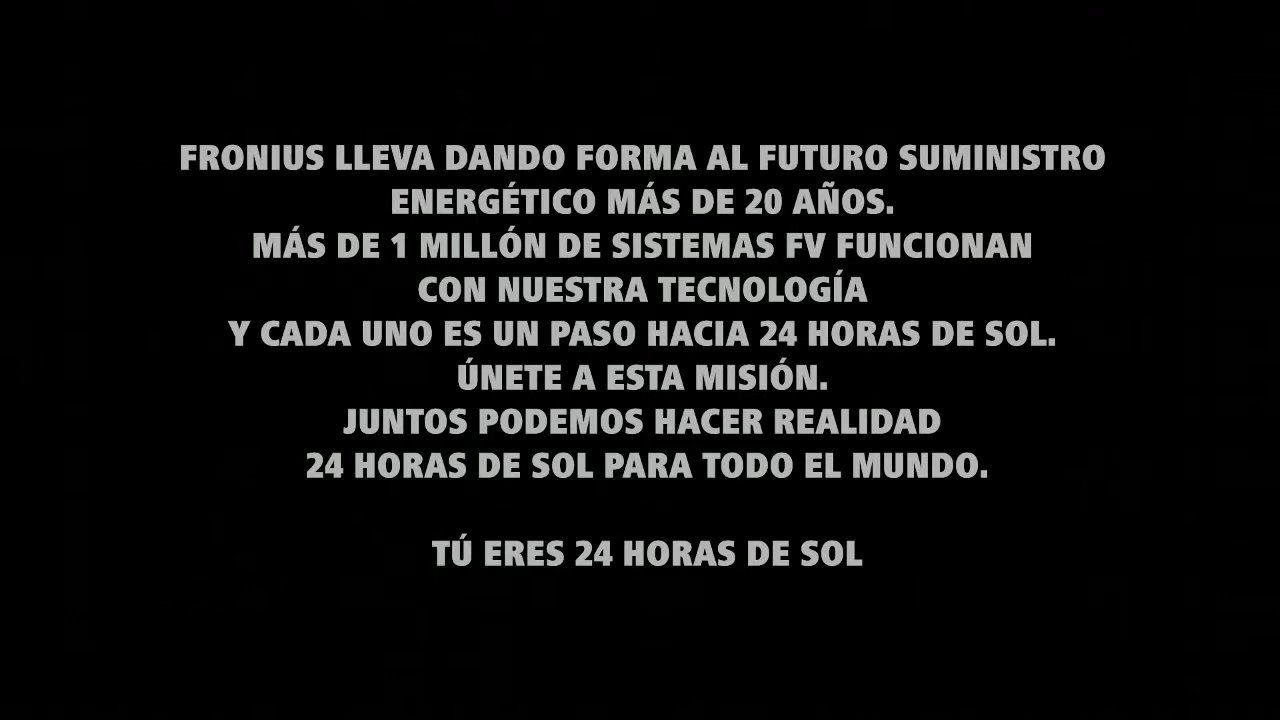 FRONIUS LLEVA DANDO FORMA AL FUTURO SUMINISTRO
ENERGÉTICO MÁS DE 20 AÑOS.
MÁS DE 1 MILLÓN DE SISTEMAS FV FUNCIONAN
CON NUESTRA TECNOLOGÍA
Y CADA UNO ES UN PASO HACIA 24 HORAS DE SOL.
ÚNETE A ESTA MISIÓN.
JUNTOS PODEMOS HACER REALIDAD
24 HORAS DE SOL PARA TODO EL MUNDO.
TÚ ERES 24 HORAS DE SOL